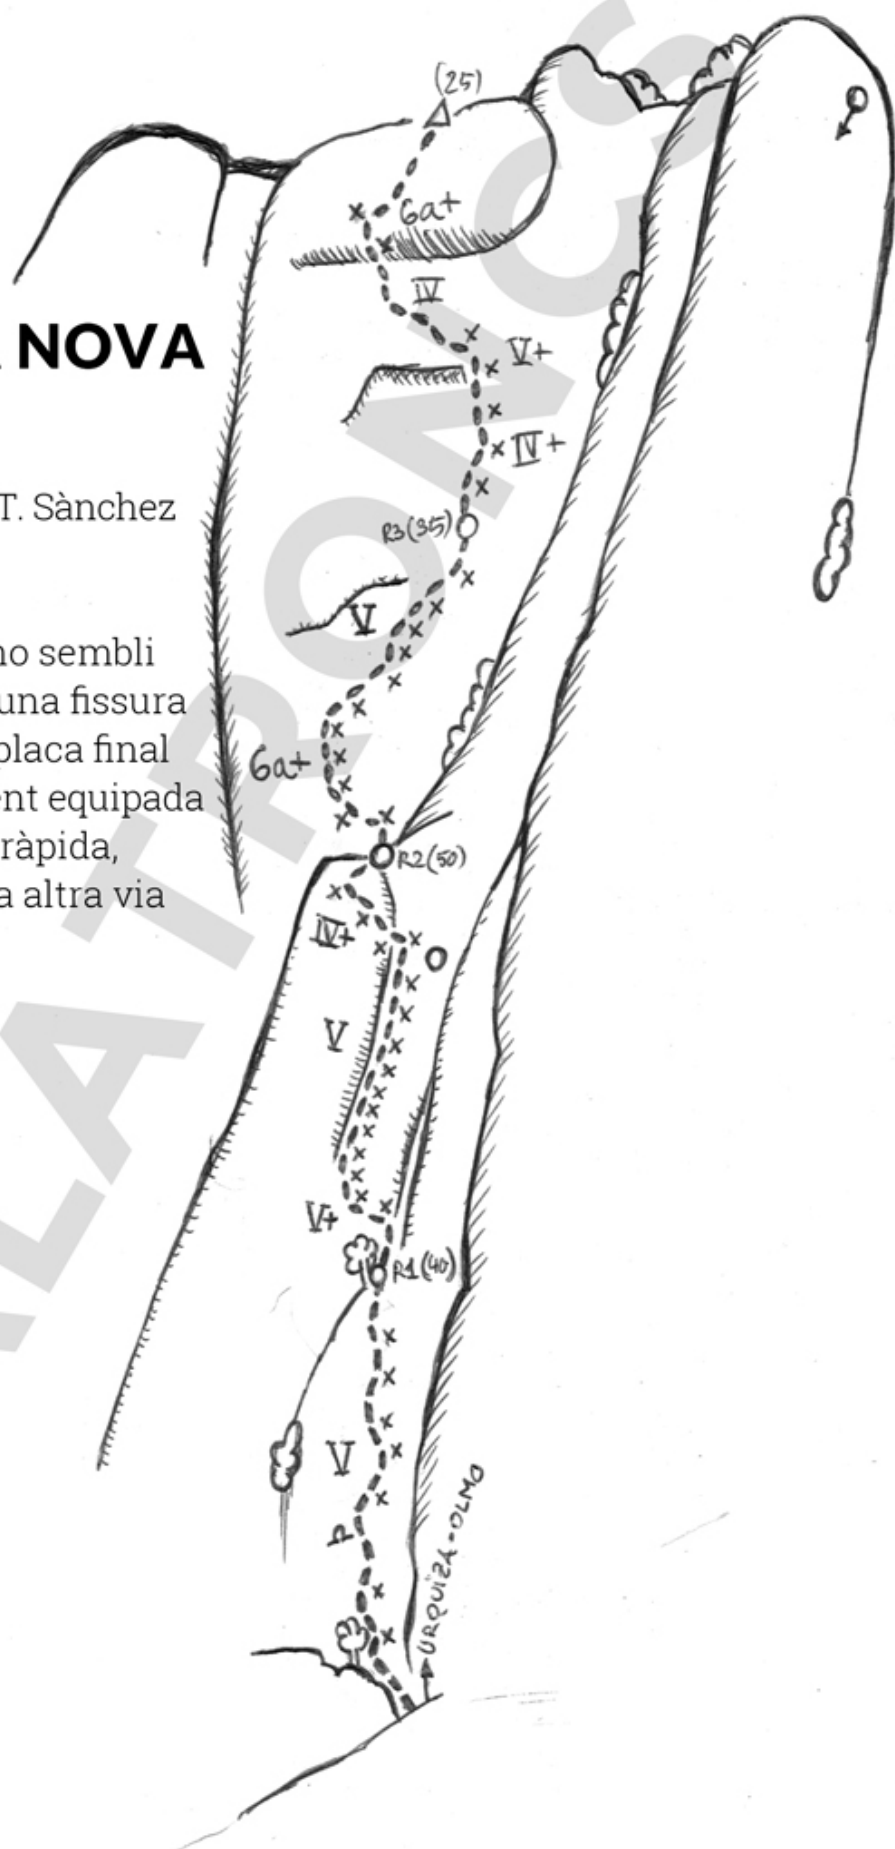 (25)
6a+
IV
NOVA
V+
IV+
T. Sànchez
R3(35)
V
no sembli
una fissura
placa final
6a+
ent equipada
ràpida,
R2(50)
a altra via
IV+
V
V+
R1(40)
V
URQUIZA-OLMO
LATRONCS